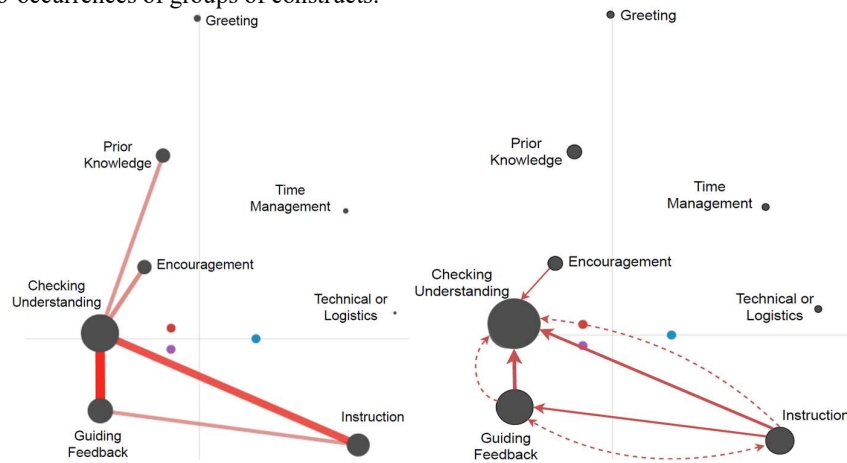 co-occurrences of groups of constructs.
Greeting
Prior
Knowledge
Time
Management
Encouragement
Checking
Understanding
Technical or
Logistics
Instruction
Guiding
Feedback
Greeting
Prior
Knowledge
Time
Management
Encouragement
Checking
Understanding
Technical or
Logistics
Instruction
Guiding
Feedback